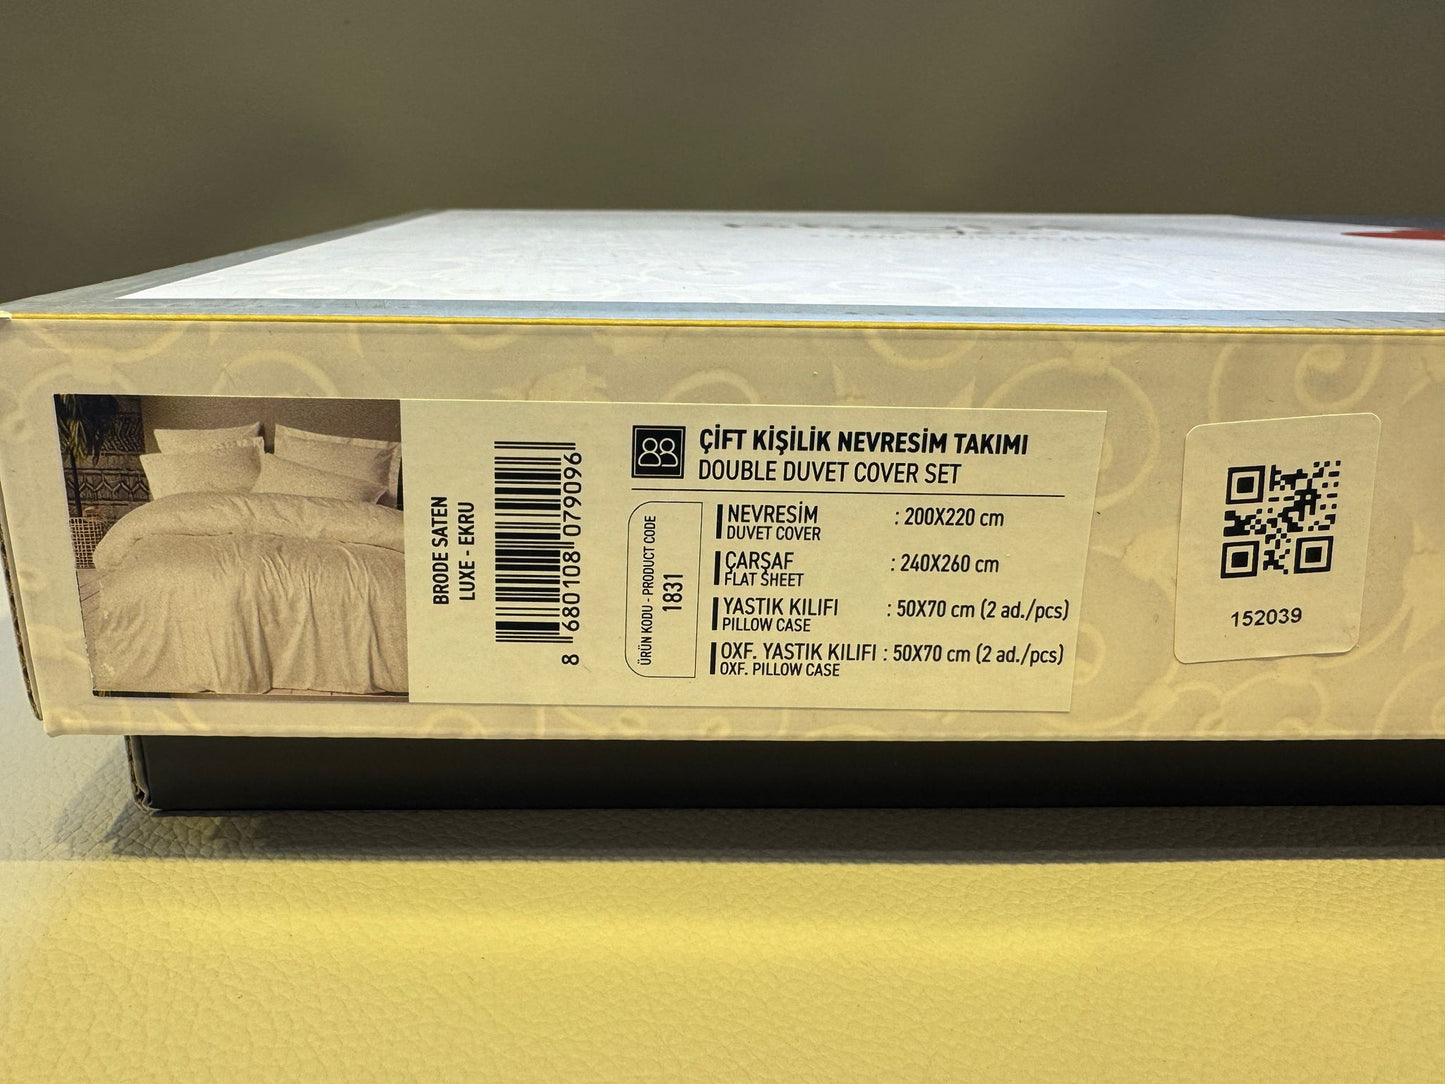 BRODE SATEN
LUXE - EKRU
8 680108 079096
ÇİFT KİŞİLİK NEVRESİM TAKIMI
DOUBLE DUVET COVER SET
ÜRÜN KODU - PRODUCT CODE
1831
NEVRESİM : 200X220 cm
DUVET COVER
ÇARŞAF : 240X260 cm
FLAT SHEET
YASTIK KILIFI : 50X70 cm (2 ad./pcs)
PILLOW CASE
OXF. YASTIK KILIFI : 50X70 cm (2 ad./pcs)
OXF. PILLOW CASE
152039